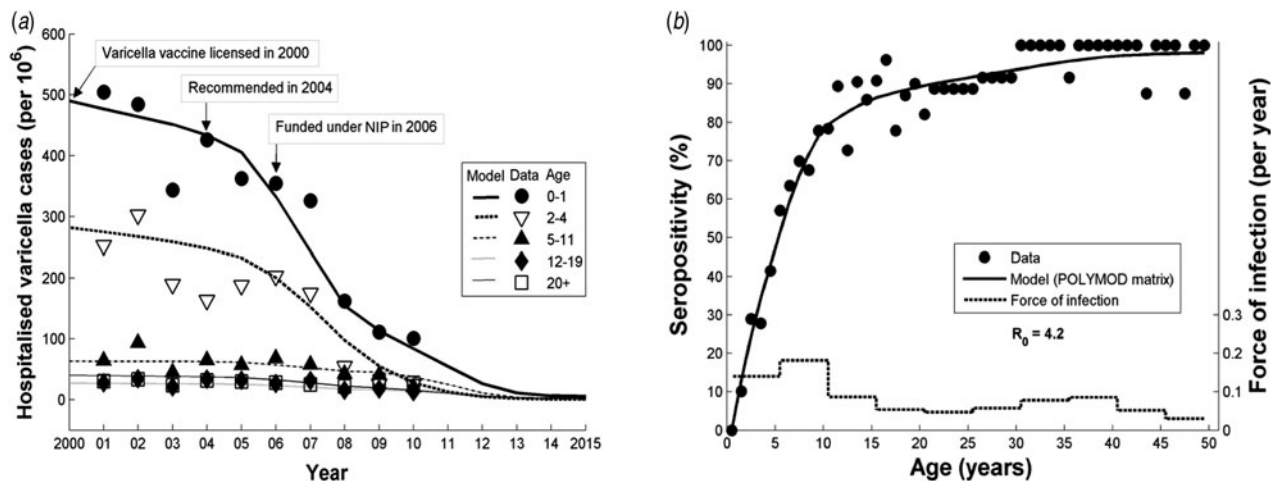 (a)
600
500
400
300
200
100
0
Hospitalised varicella cases (per 10⁶)
Varicella vaccine licensed in 2000
Recommended in 2004
Funded under NIP in 2006
Model Data Age
0-1
2-4
5-11
12-19
20+
2000 01 02 03 04 05 06 07 08 09 10 11 12 13 14 2015
Year
(b)
100
90
80
70
60
50
40
30
20
10
0
Seropositivity (%)
Data
Model (POLYMOD matrix)
Force of infection
R₀ = 4.2
0.3
0.2
0.1
0
Force of infection (per year)
0 5 10 15 20 25 30 35 40 45 50
Age (years)